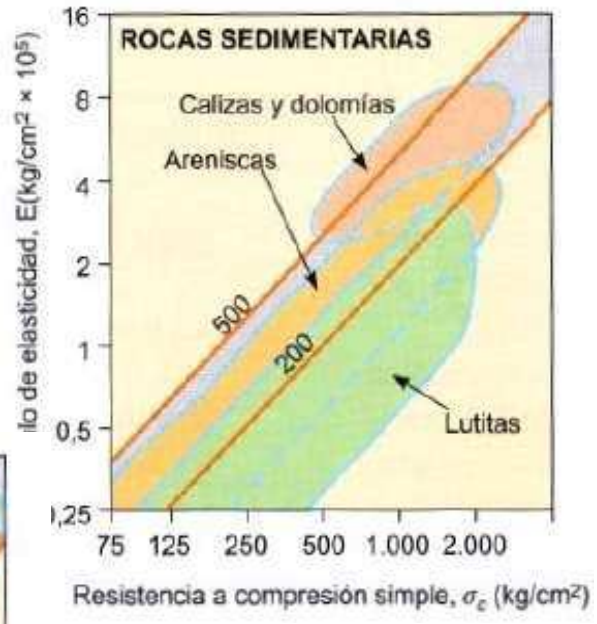 ROCAS SEDIMENTARIAS
16
8
4
2
1
0,5
,25
Calizas y dolomías
Areniscas
500
200
Lutitas
75 125 250 500 1.000 2.000
lo de elasticidad, E(kg/cm² × 10⁵)
Resistencia a compresión simple, σc (kg/cm²)